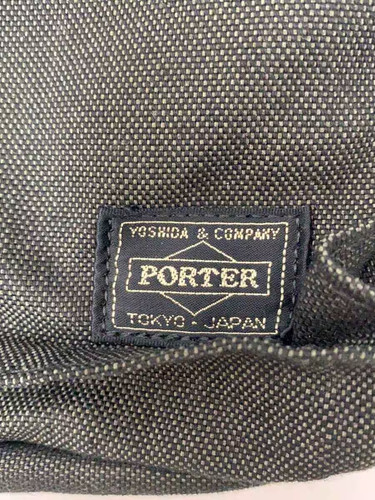 YOSHIDA & COMPANY
PORTER
TOKYO - JAPAN